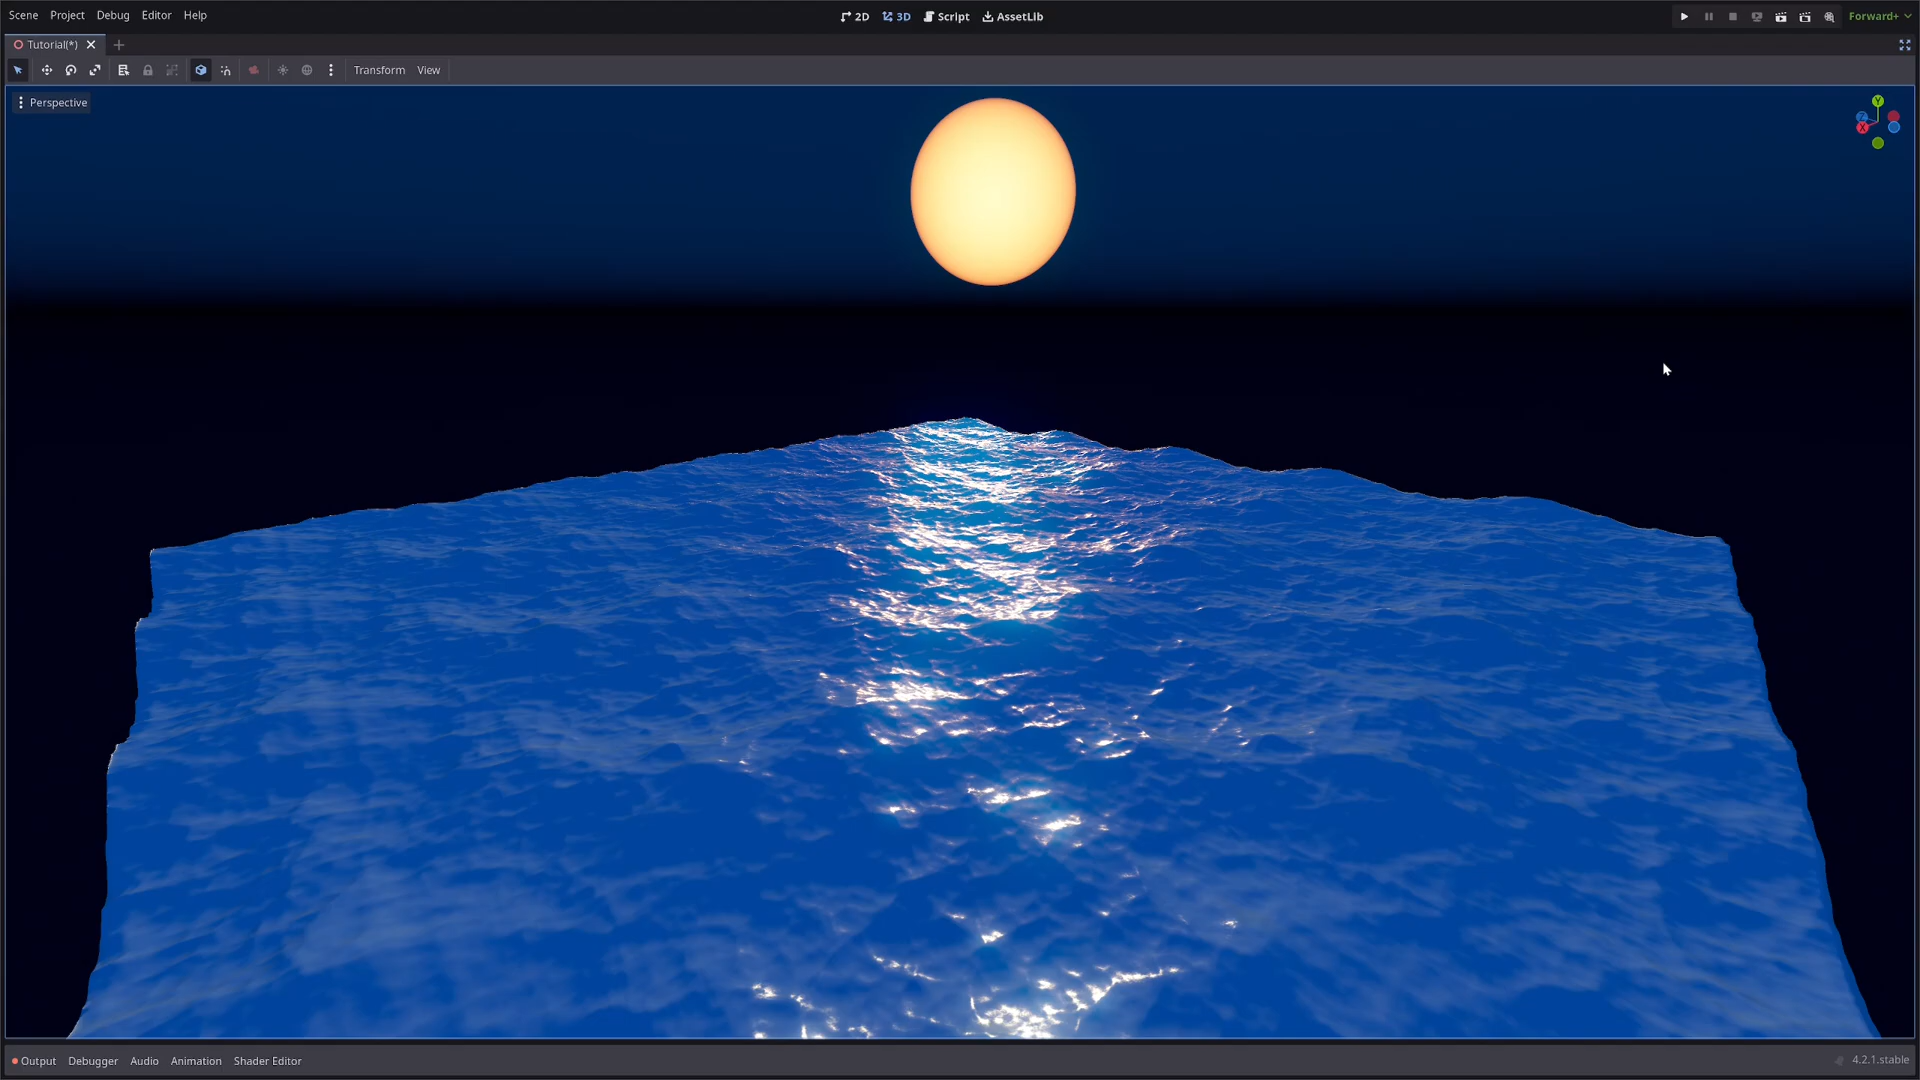 Scene Project Debug Editor Help 2D 3D Script AssetLib Forward+
Tutorial(*)
Transform View
Perspective
Y
Z
X
Output Debugger Audio Animation Shader Editor 4.2.1.stable